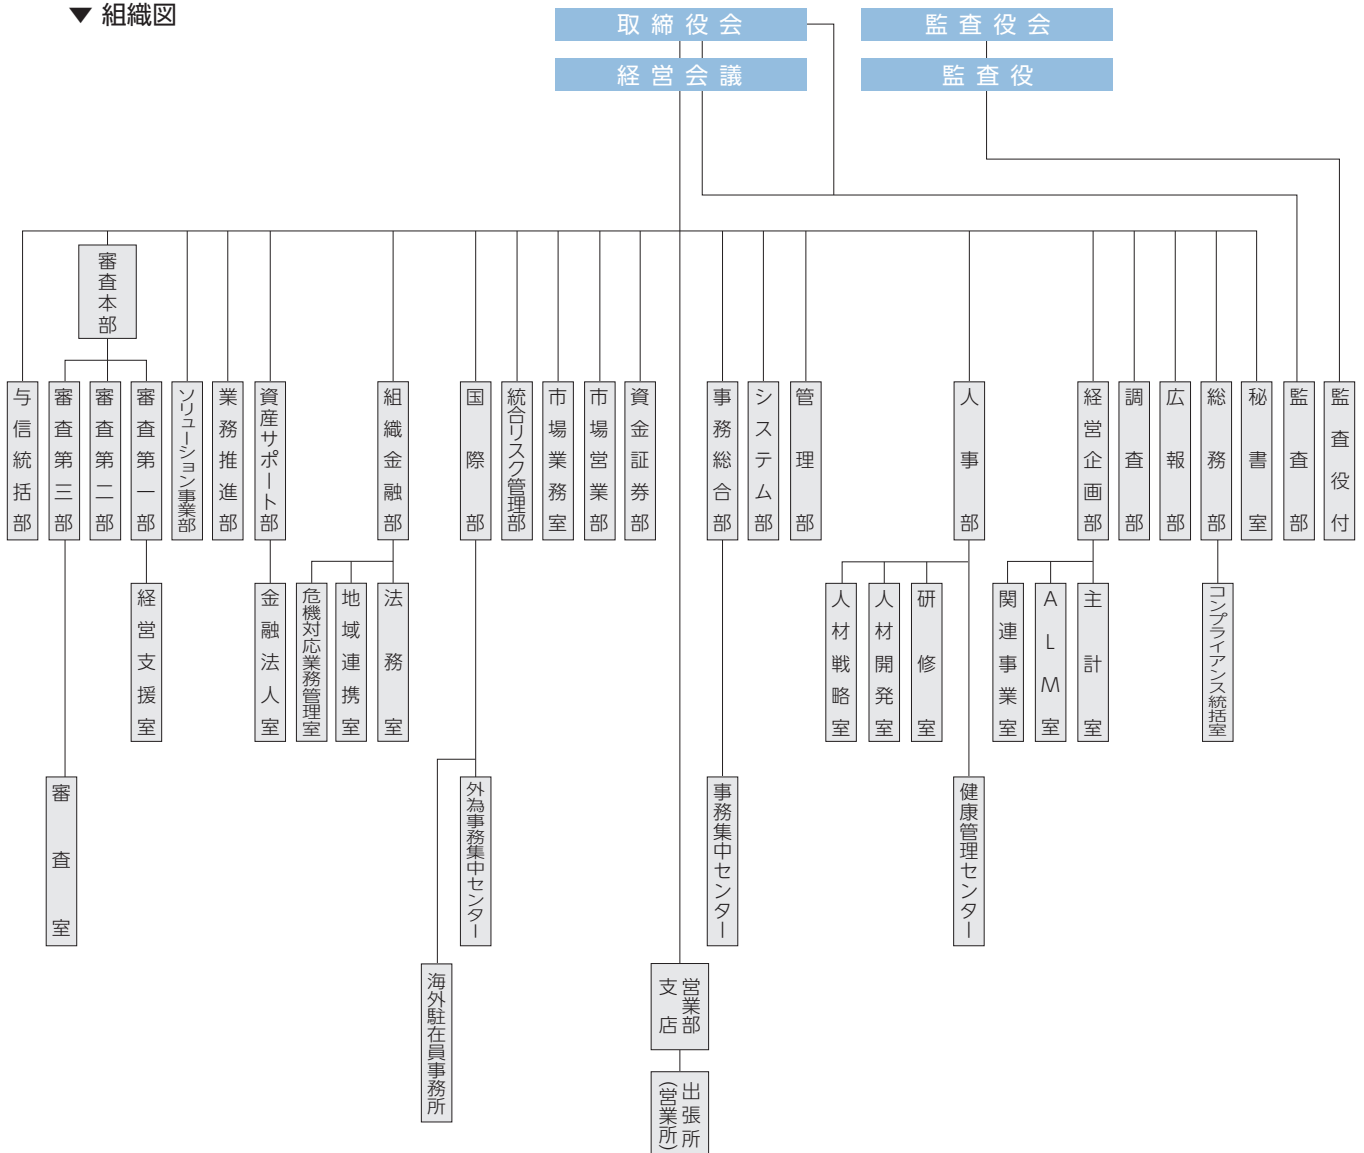 ▼ 組織図
取締役会
監査役会
経営会議
監査役
審査本部
与信統括部
審査第三部
審査第二部
審査第一部
ソリューション事業部
業務推進部
資産サポート部
組織金融部
国際部
統合リスク管理部
市場業務室
市場営業部
資金証券部
事務総合部
システム部
管理部
人事部
経営企画部
調査部
広報部
総務部
秘書室
監査部
監査役付
経営支援室
金融法人室
危機対応業務管理室
地域連携室
法務室
人材戦略室
人材開発室
研修室
関連事業室
ALM室
主計室
コンプライアンス統括室
審査室
外為事務集中センター
事務集中センター
健康管理センター
海外駐在員事務所
営業部
支店
出張所
(営業所)